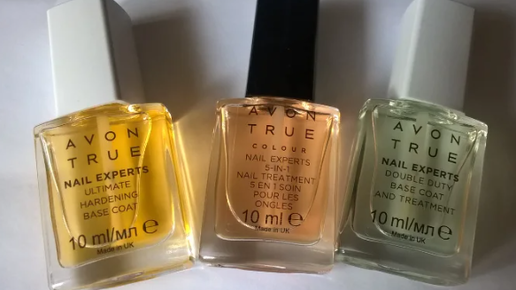 AVON
TRUE
NAIL EXPERTS
ULTIMATE
HARDENING
BASE COAT
10 ml/мл e
Made in UK
AVON
TRUE
COLOUR
NAIL EXPERTS
5-IN-1
NAIL TREATMENT
5 EN 1 SOIN
POUR LES
ONGLES
10 ml e
Made in UK
AVON
TRUE
NAIL EXPERTS
DOUBLE DUTY
BASE COAT
AND TREATMENT
10 ml/мл e
Made in UK